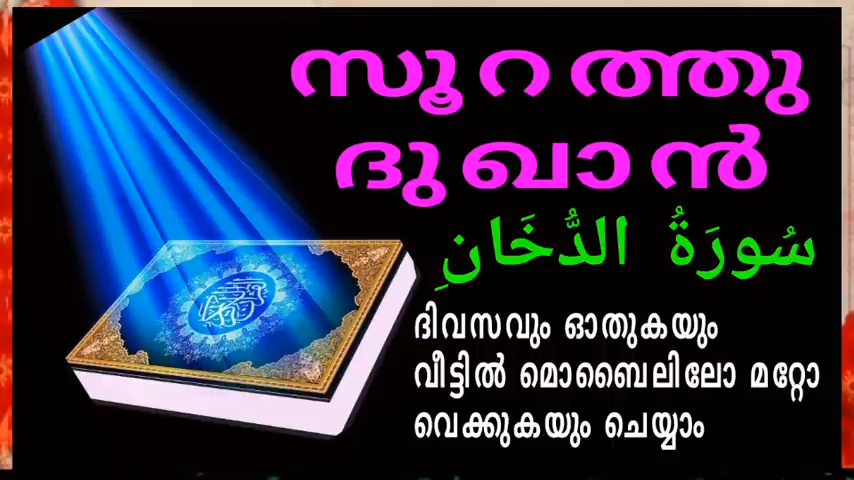 സൂറത്തു
ദുഖാൻ
سُورَةُ الدُّخَانِ
ദിവസവും ഓതുകയും
വീട്ടിൽ മൊബൈലിലോ മറ്റോ
വെക്കുകയും ചെയ്യാം